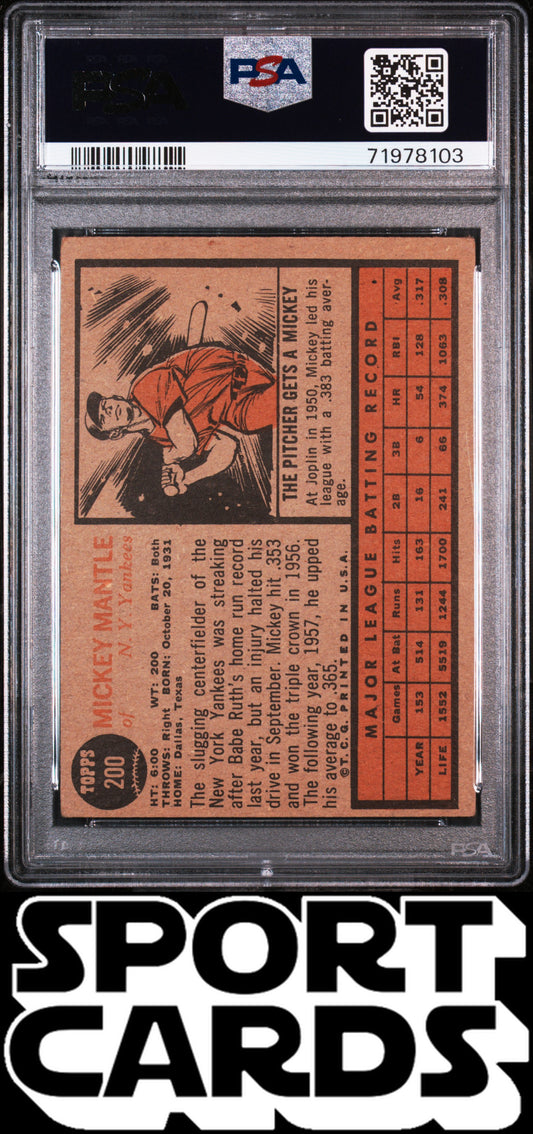 PSA
71978103
TOPPS
200
MICKEY MANTLE
of N Y Yankees
HT: 6:00 WT: 200 BATS: Both
THROWS: Right BORN: October 20, 1931
HOME: Dallas, Texas
The slugging centerfielder of the
New York Yankees was streaking
after Babe Ruth's home run record
last year, but an injury halted his
drive in September. Mickey hit .353
and won the triple crown in 1956.
The following year, 1957, he upped
his average to .365.
©T.C.G. PRINTED IN U.S.A.
THE PITCHER GETS A MICKEY
At Joplin in 1950, Mickey led his
league with a .383 batting aver-
age.
MAJOR LEAGUE BATTING RECORD
Games At Bat Runs Hits 2B 3B HR RBI Avg
YEAR 153 514 131 163 16 6 54 128 .317
LIFE 1552 5519 1244 1700 241 66 374 1063 .308
PSA
SPORT
CARDS